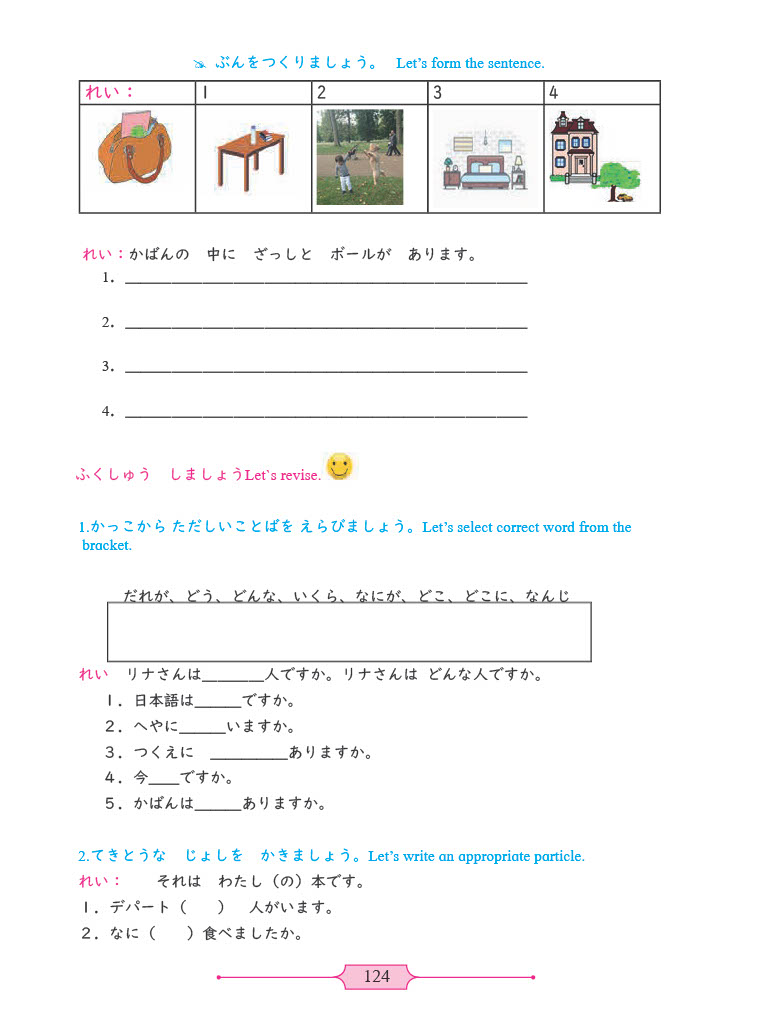 ぶんをつくりましょう。 Let's form the sentence.
れい： 1 2 3 4
れい：かばんの 中に ざっしと ボールが あります。
1. ____________________
2. ____________________
3. ____________________
4. ____________________
ふくしゅう しましょうLet`s revise.
1.かっこから ただしいことばを えらびましょう。Let's select correct word from the
bracket.
だれが、どう、どんな、いくら、なにが、どこ、どこに、なんじ
れい リナさんは________人ですか。リナさんは どんな人ですか。
１．日本語は______ですか。
２．へやに______いますか。
３．つくえに __________ありますか。
４．今____ですか。
５．かばんは______ありますか。
2.てきとうな じょしを かきましょう。Let's write an appropriate particle.
れい： それは わたし（の）本です。
１．デパート（ ） 人がいます。
２．なに（ ）食べましたか。
124